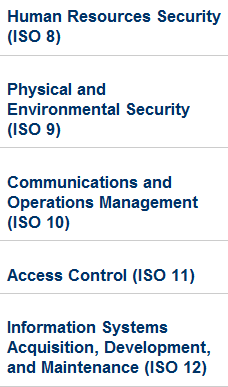 Human Resources Security
(ISO 8)
Physical and
Environmental Security
(ISO 9)
Communications and
Operations Management
(ISO 10)
Access Control (ISO 11)
Information Systems
Acquisition, Development,
and Maintenance (ISO 12)